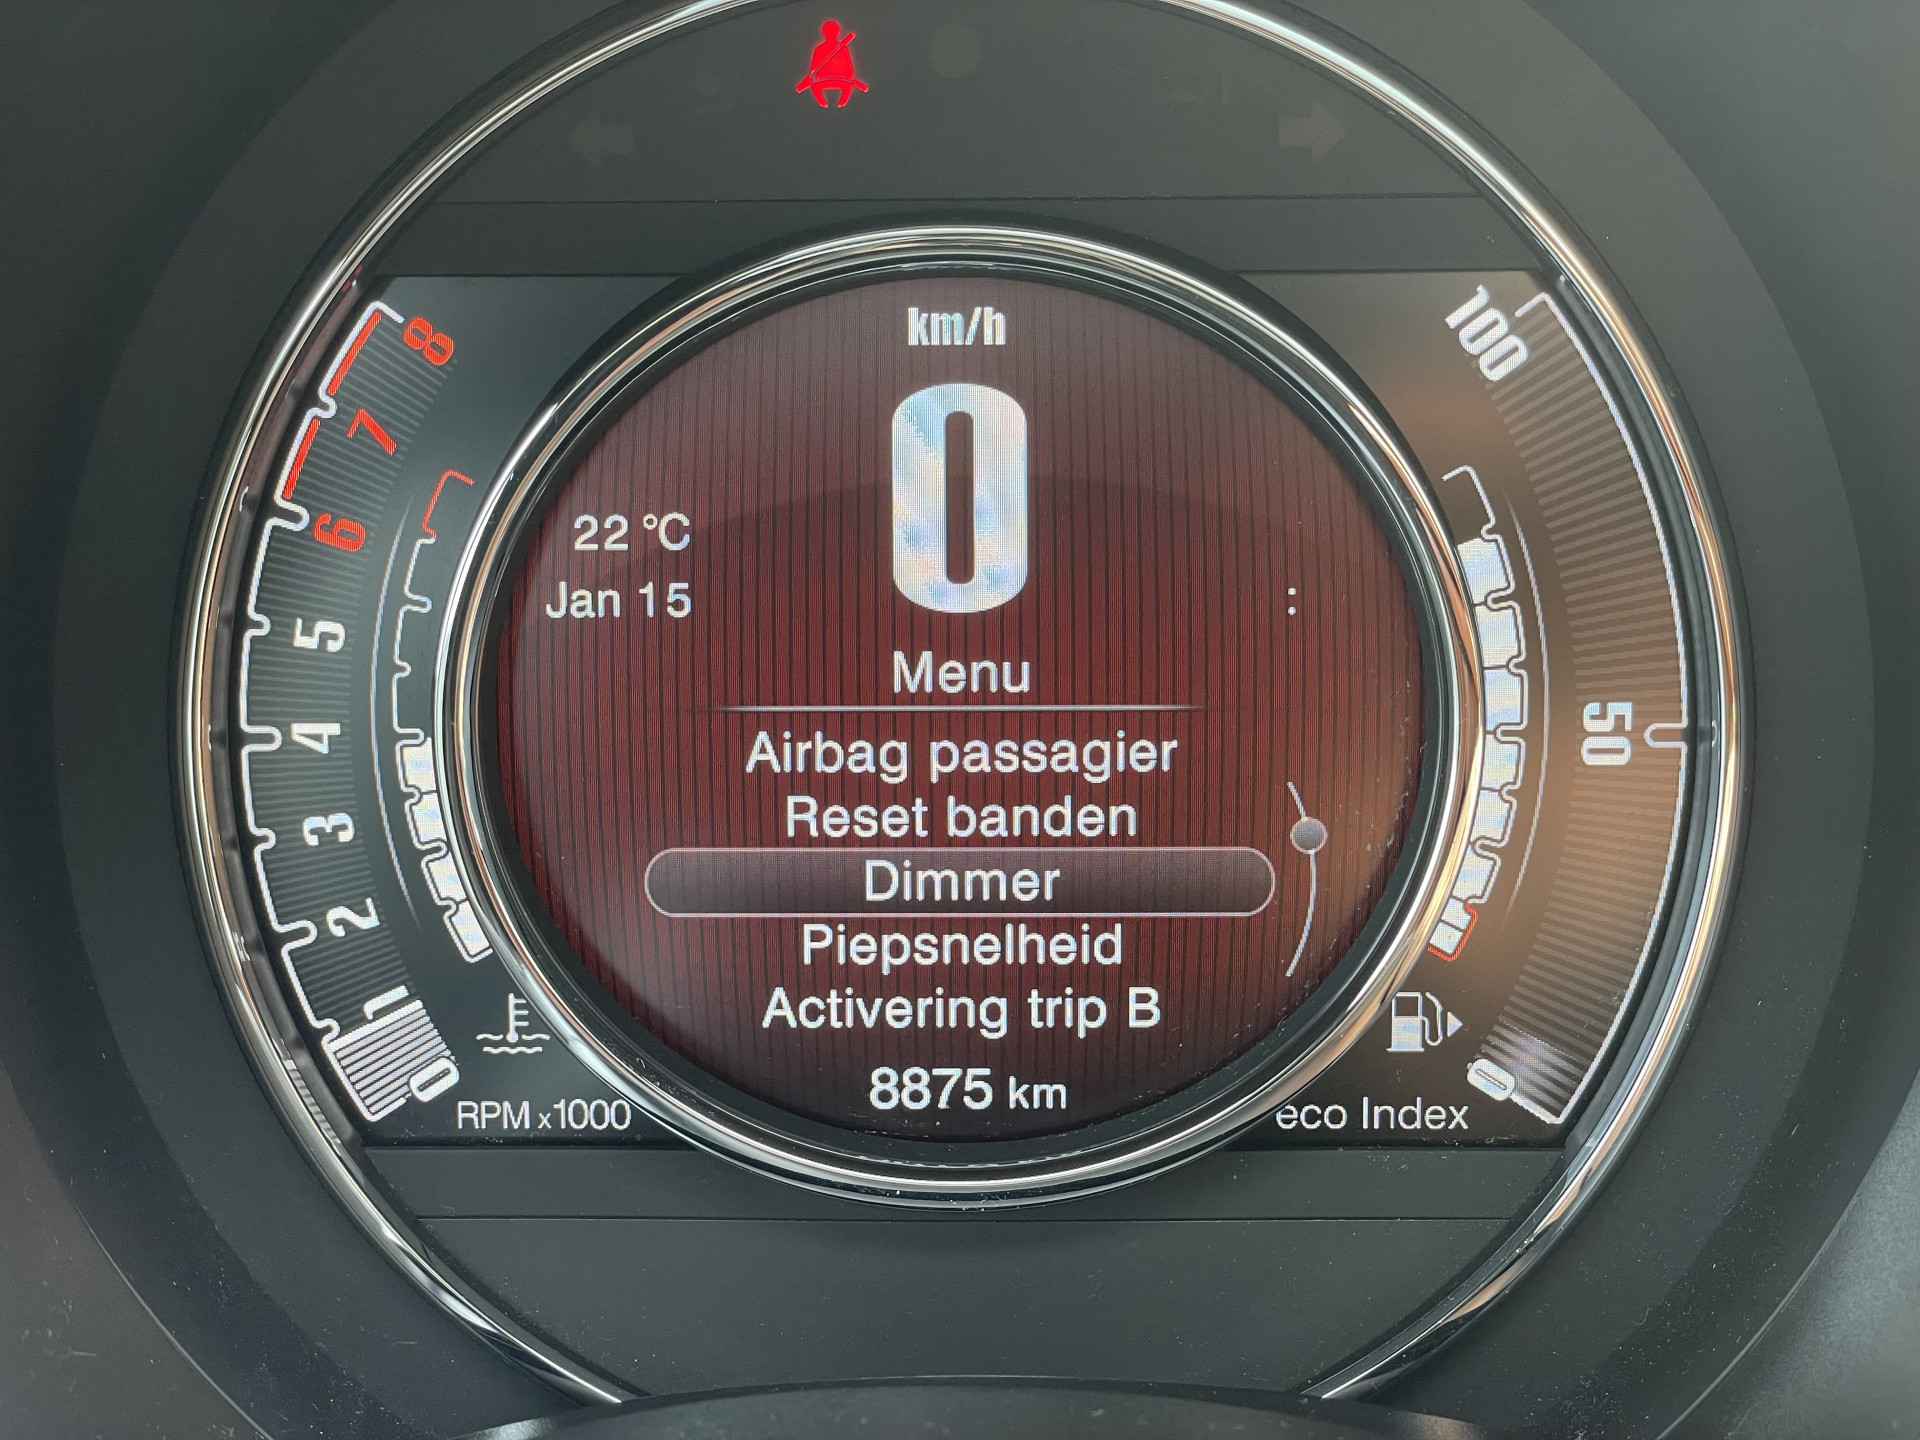 km/h
0
22 °C
Jan 15
:
Menu
Airbag passagier
Reset banden
Dimmer
Piepsnelheid
Activering trip B
8875 km
8
7
6
5
4
3
2
1
0
RPM x1000
100
50
0
eco Index